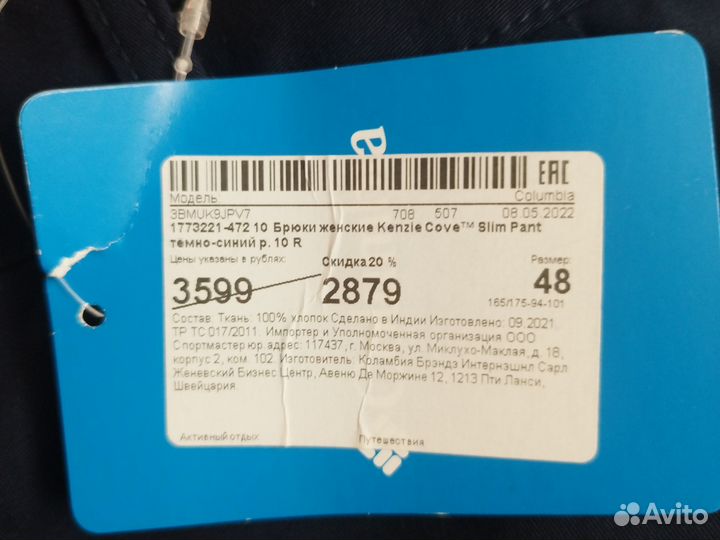 EAC
Модель Columbia
3BMUK9JPV7 708 507 08.05.2022
1773221-472 10 Брюки женские Kenzie Cove™ Slim Pant
темно-синий р. 10 R
Цены указаны в рублях: Скидка 20 % Размер:
3599 2879 48
165/175-94-101
Состав: Ткань: 100% хлопок Сделано в Индии Изготовлено: 09.2021.
ТР ТС 017/2011. Импортер и Уполномоченная организация ООО
Спортмастер юр. адрес: 117437, г. Москва, ул. Миклухо-Маклая, д. 18,
корпус 2, ком. 102. Изготовитель: Коламбия Брэндз Интернэшнл Сарл
Женевский Бизнес Центр, Авеню Де Моржине 12, 1213 Пти Ланси,
Швейцария
Активный отдых Путешествия
Avito